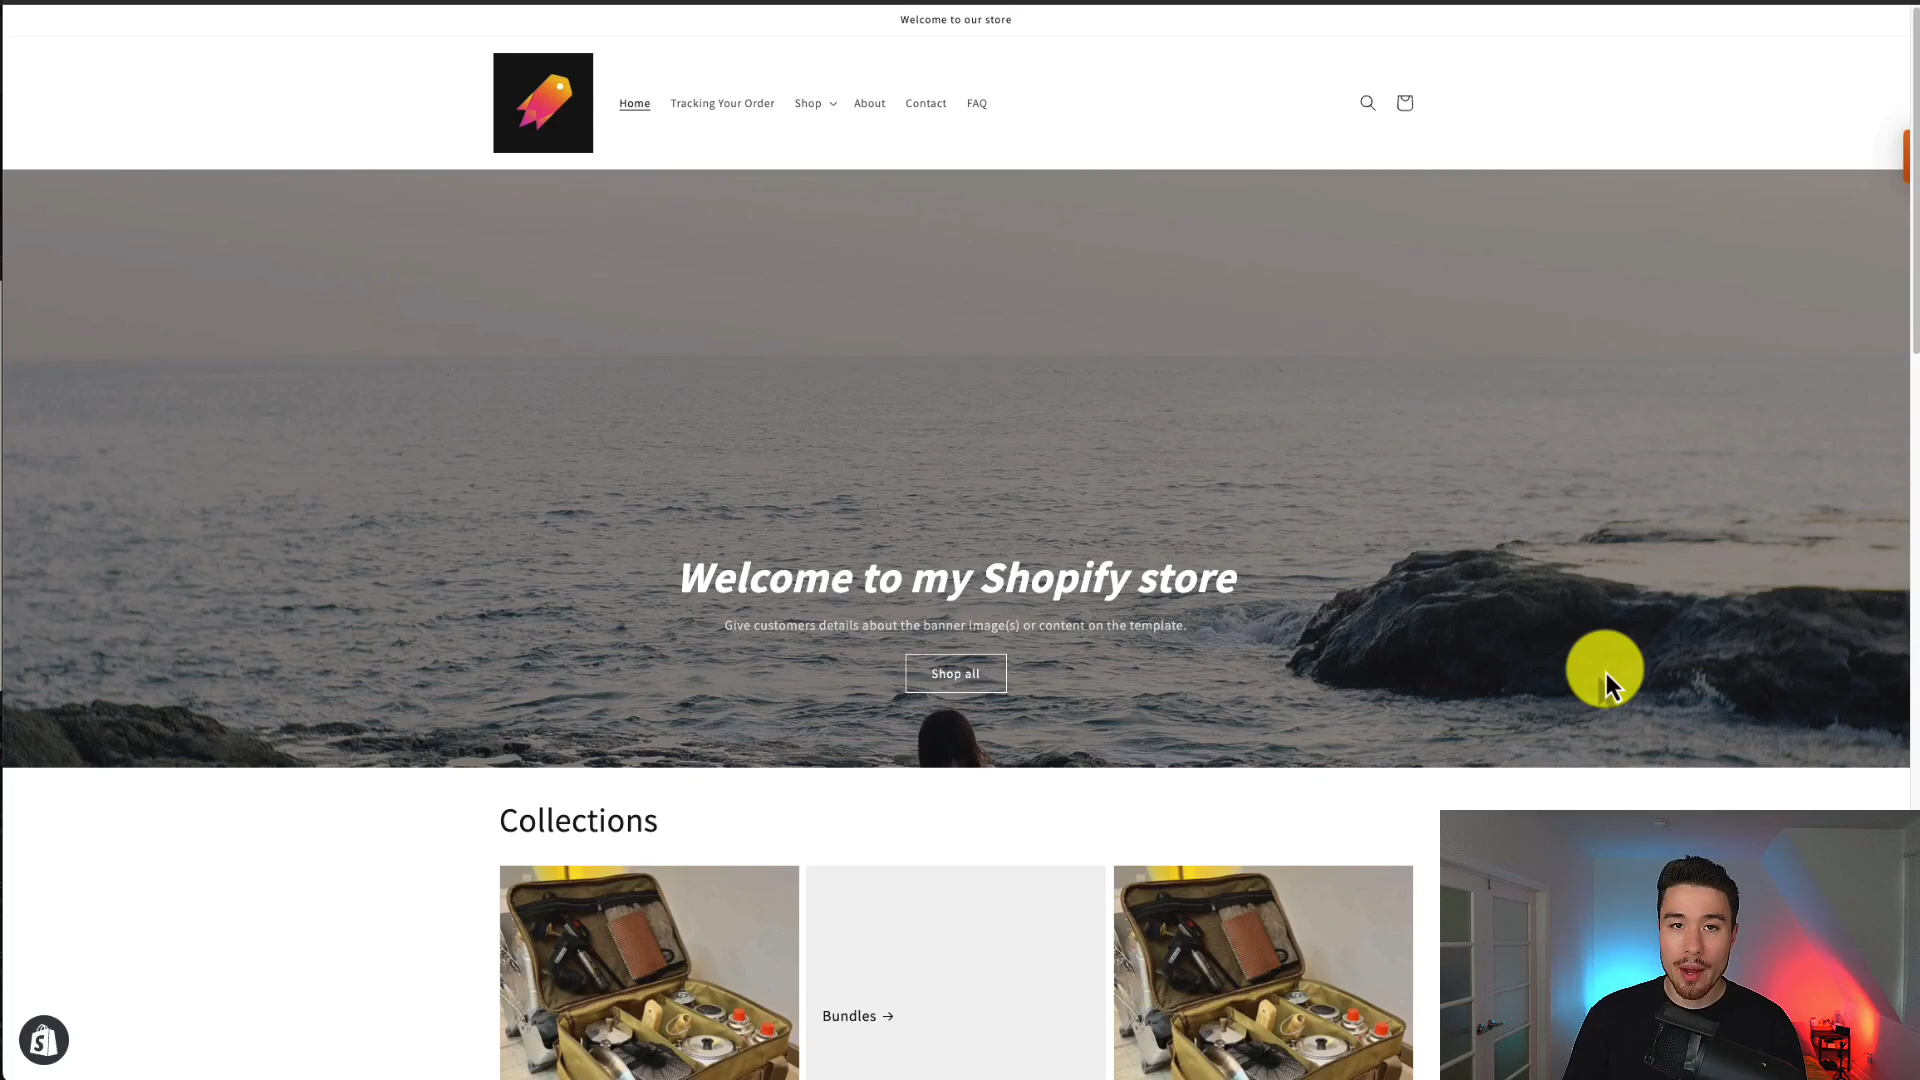 Welcome to our store
Home Tracking Your Order Shop About Contact FAQ
Welcome to my Shopify store
Give customers details about the banner image(s) or content on the template.
Shop all
Collections
Bundles →